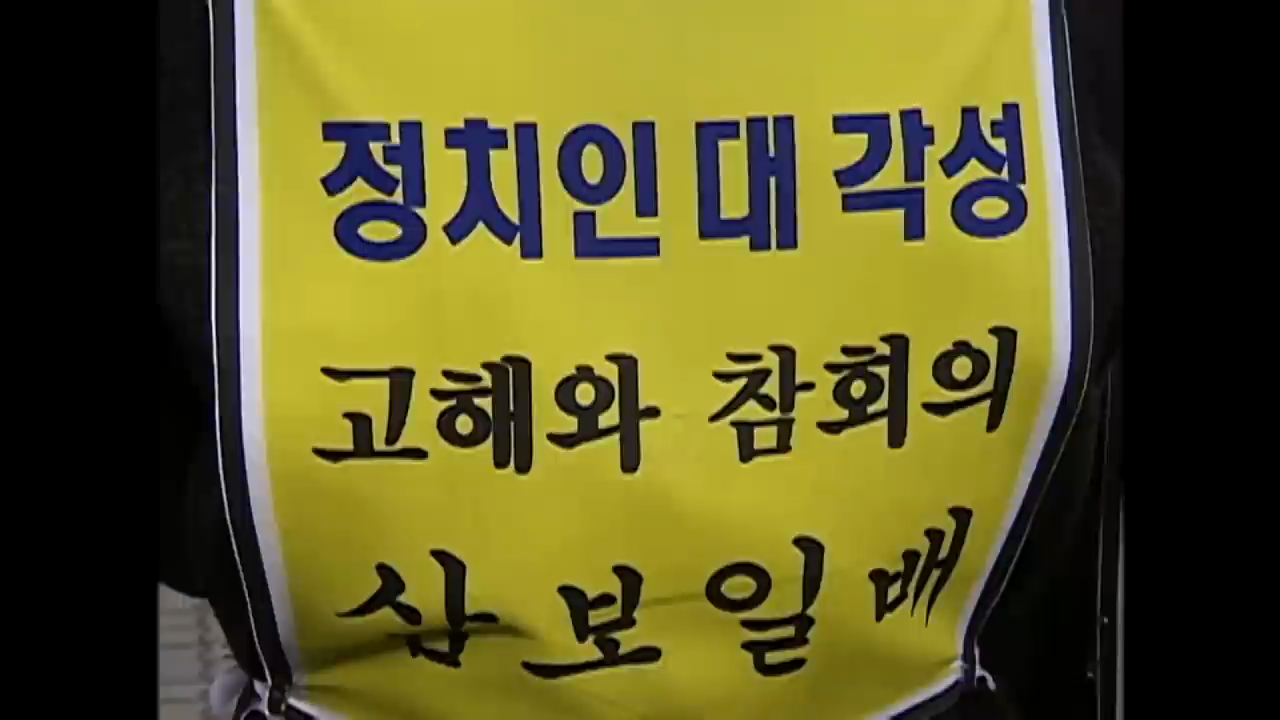 정치인 대 각성
고해와 참회의
삼보일배